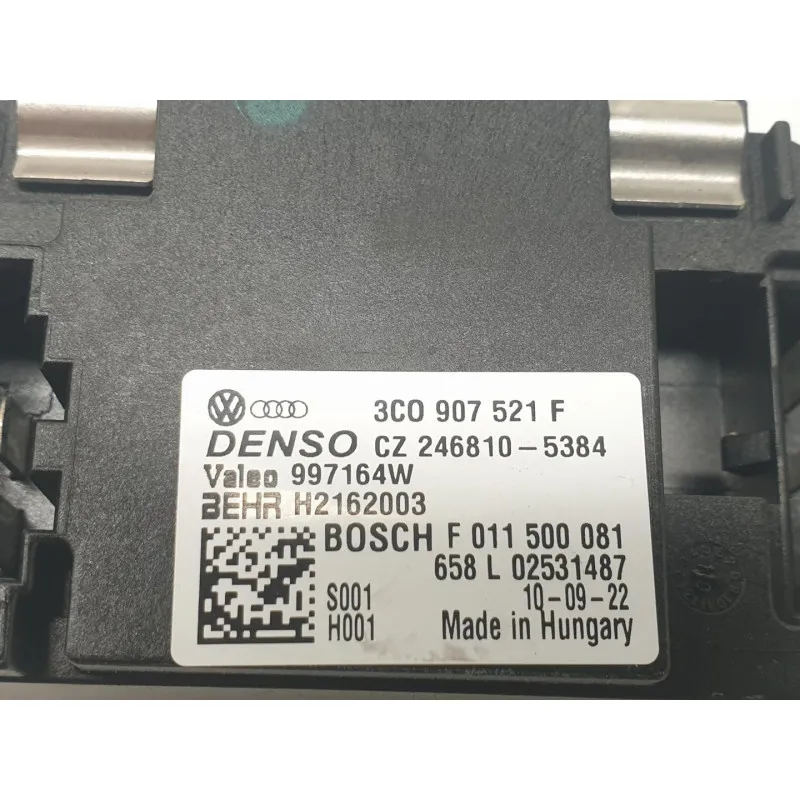 3C0 907 521 F
DENSO CZ 246810-5384
Valeo 997164W
BEHR H2162003
BOSCH F 011 500 081
658 L 02531487
S001 10-09-22
H001 Made in Hungary